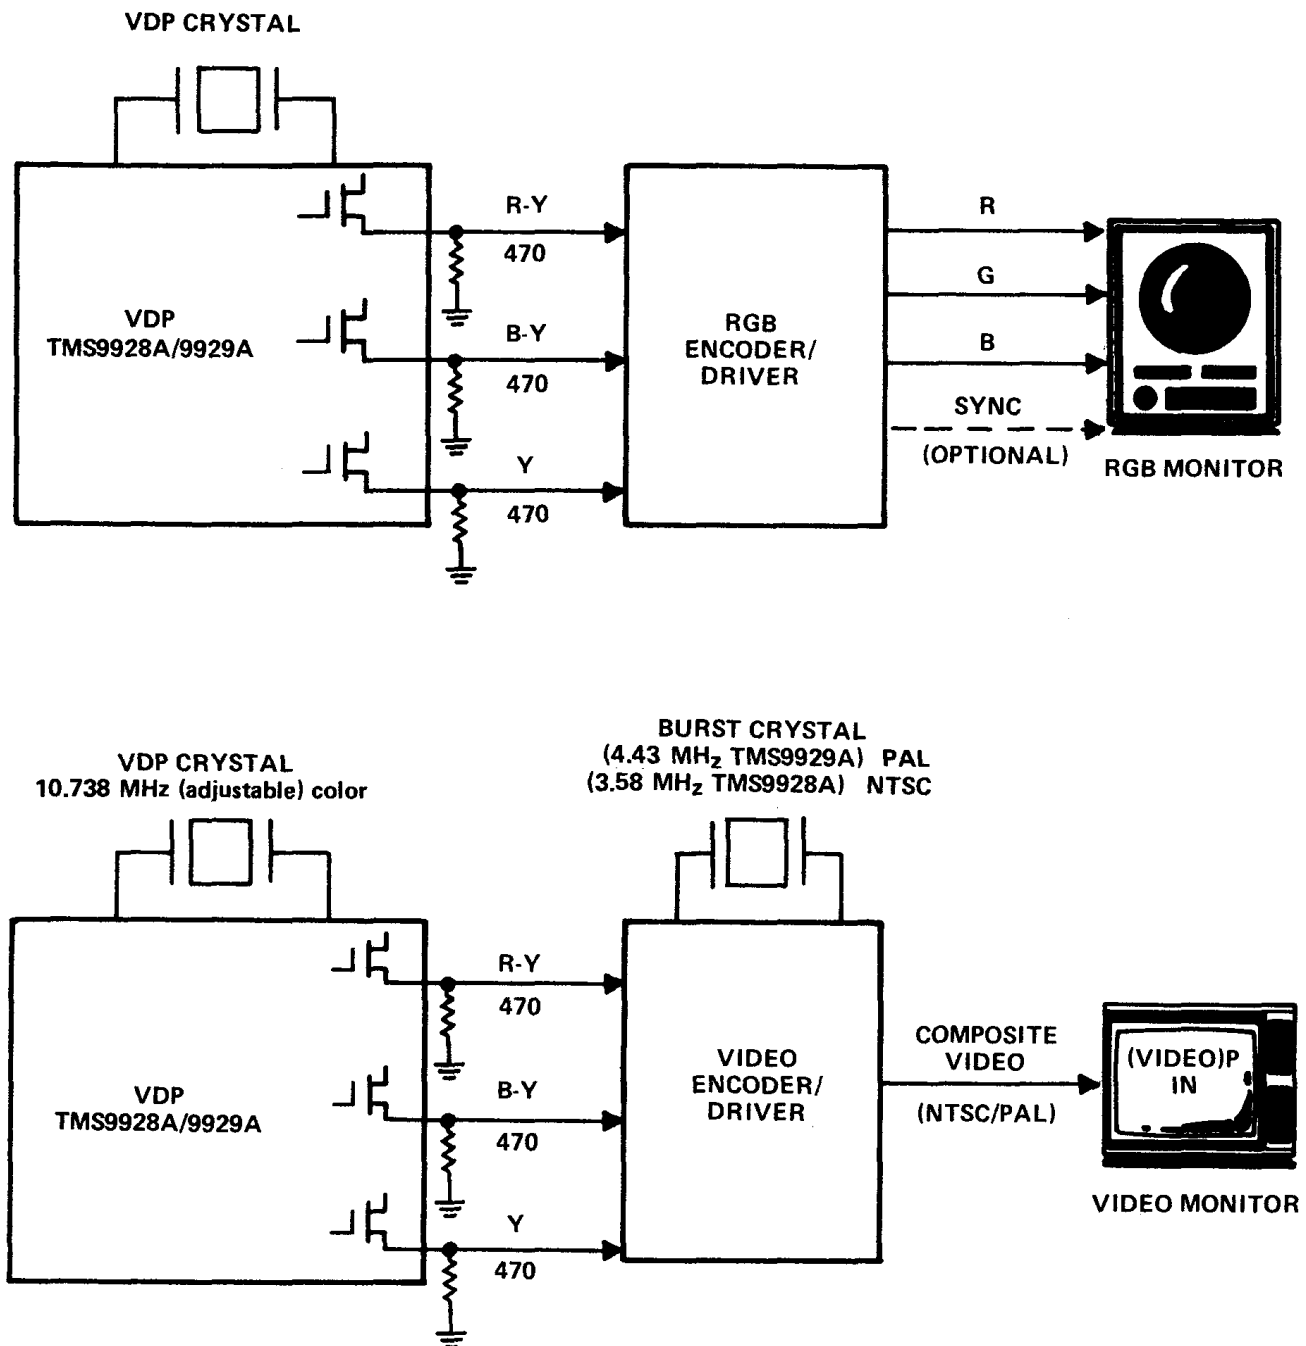 VDP CRYSTAL
R-Y
470
R
G
VDP
TMS9928A/9929A
B-Y
470
RGB
ENCODER/
DRIVER
B
SYNC
(OPTIONAL)
RGB MONITOR
Y
470
VDP CRYSTAL
10.738 MHz (adjustable) color
BURST CRYSTAL
(4.43 MHz TMS9929A) PAL
(3.58 MHz TMS9928A) NTSC
R-Y
470
VDP
TMS9928A/9929A
B-Y
470
VIDEO
ENCODER/
DRIVER
COMPOSITE
VIDEO
(NTSC/PAL)
(VIDEO)P
IN
VIDEO MONITOR
Y
470